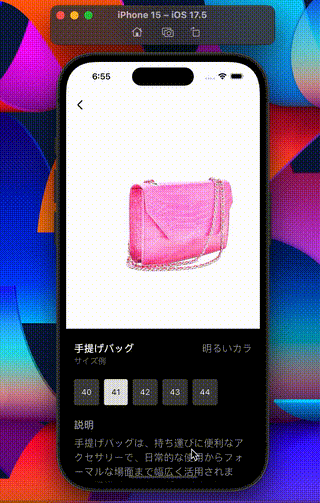 iPhone 15 – iOS 17.5
6:55
手提げバッグ
明るいカラ
サイズ例
40 41 42 43 44
説明
手提げバッグは、持ち運びに便利なア
クセサリーで、日常的な使用からフォ
ーマルな場面まで幅広く活用されま